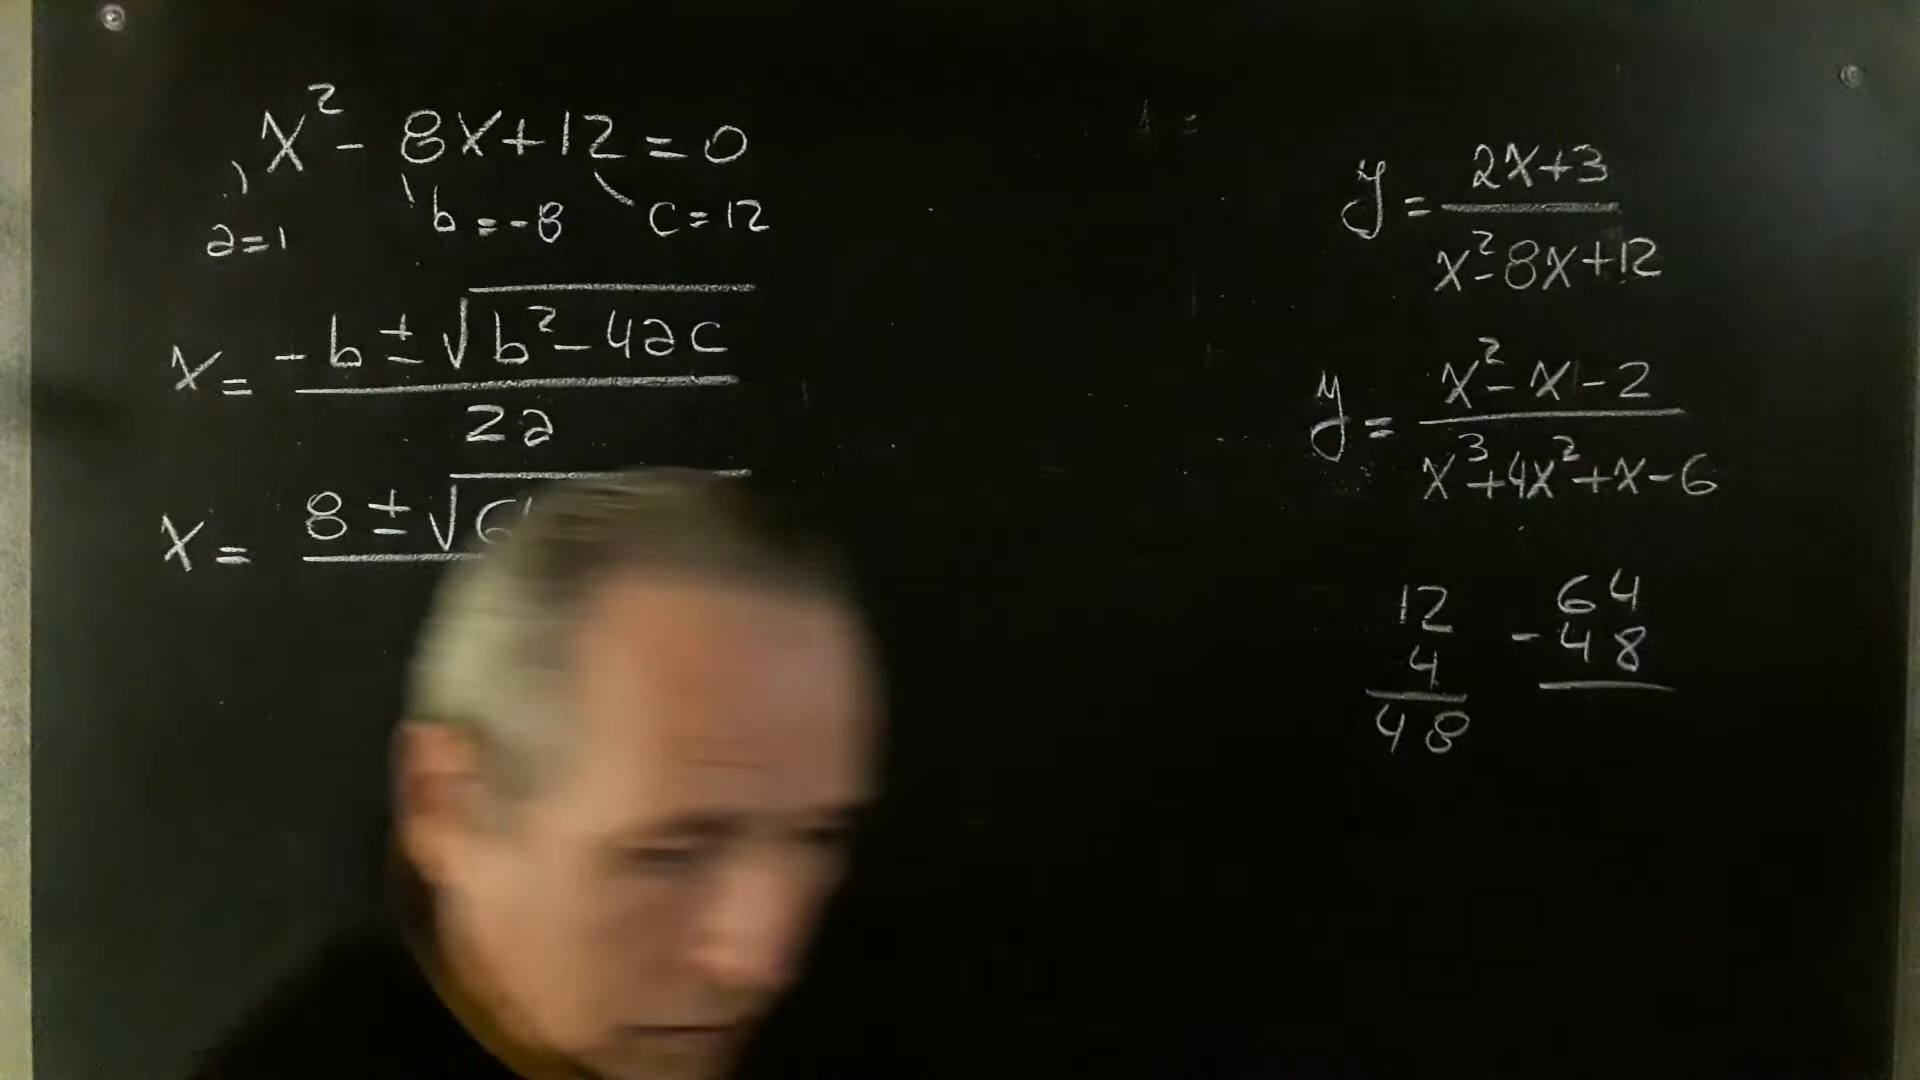 x² - 8x + 12 = 0
a = 1 b = -8 c = 12
x = -b ± √b² - 4ac
2a
x = 8 ± √6
y = 2x + 3
x² - 8x + 12
y = x² - x - 2
x³ + 4x² + x - 6
12
4
48
64
- 48